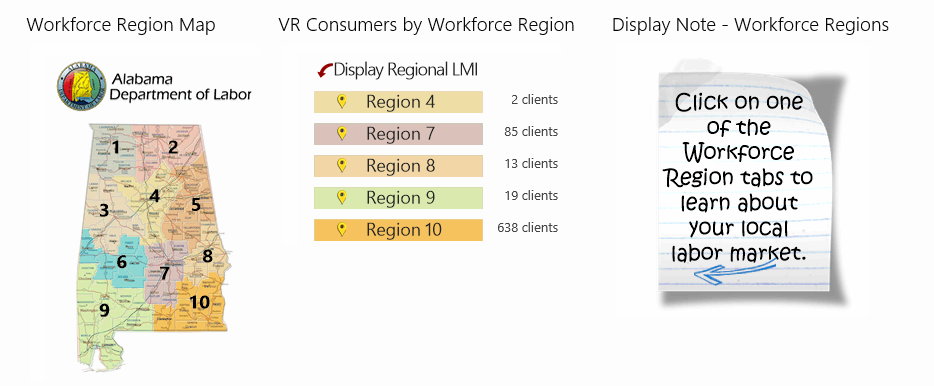 Workforce Region Map
VR Consumers by Workforce Region
Display Note - Workforce Regions
Alabama
Department of Labor
1
2
3
4
5
6
7
8
9
10
Display Regional LMI
Region 4
2 clients
Region 7
85 clients
Region 8
13 clients
Region 9
19 clients
Region 10
638 clients
Click on one
of the
Workforce
Region tabs to
learn about
your local
labor market.